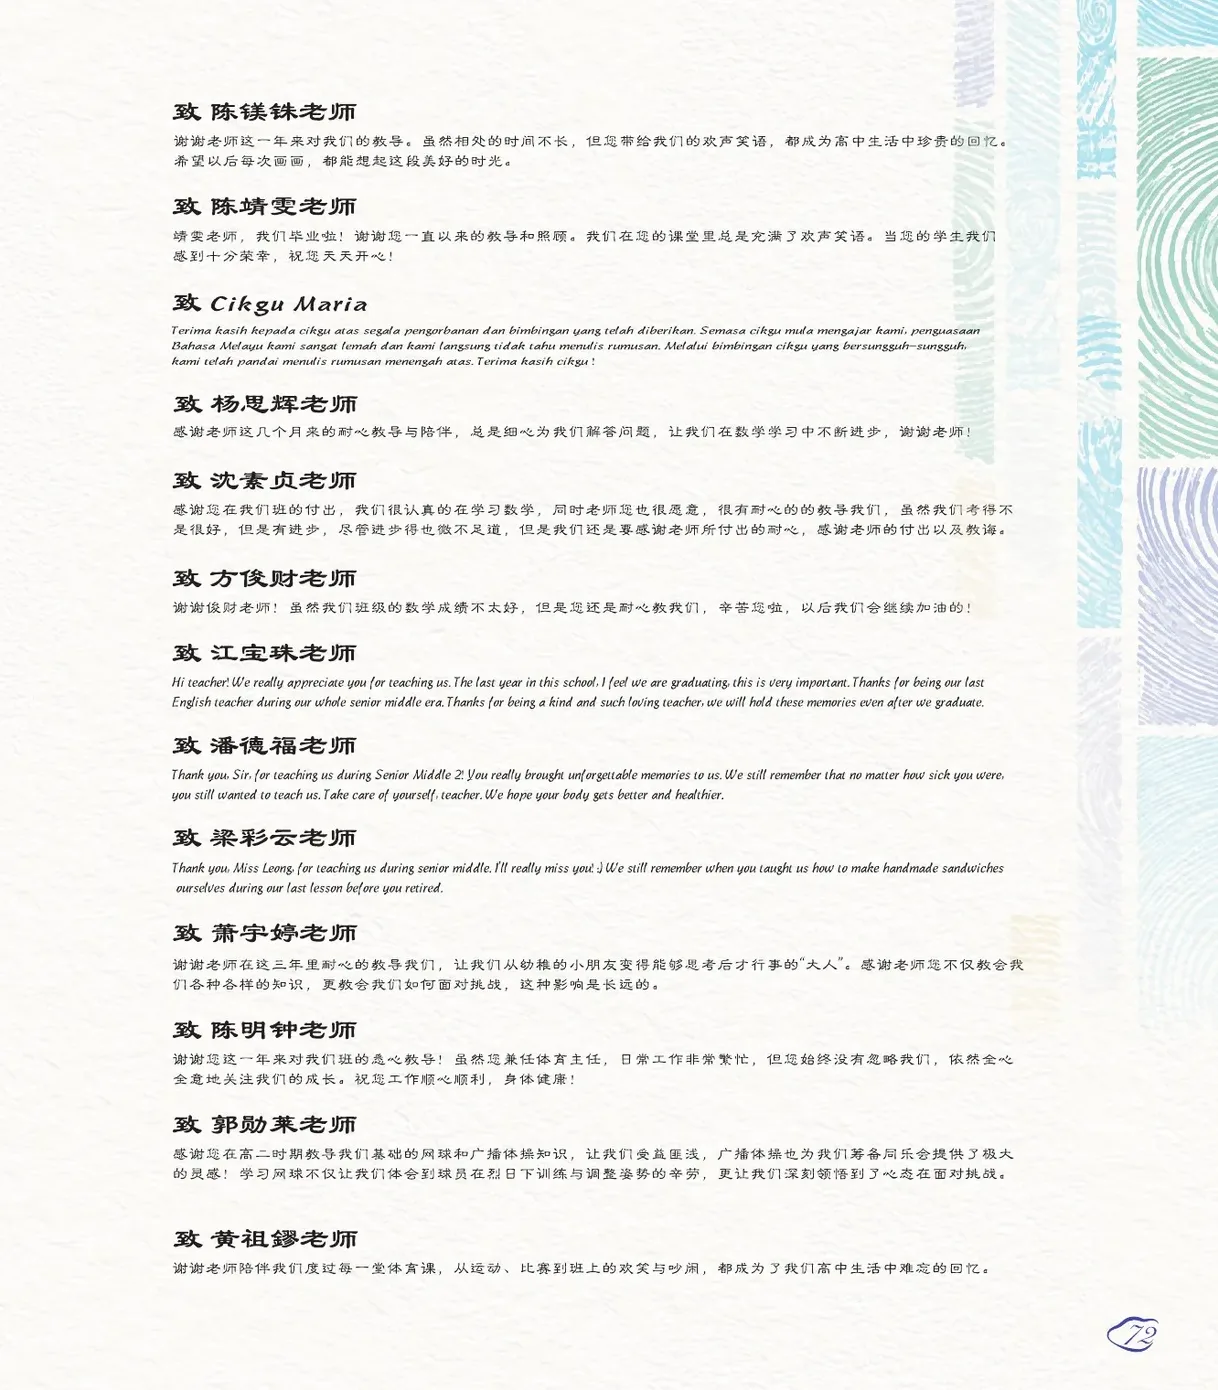 致 陈镁铢老师
谢谢老师这一年来对我们的教导。虽然相处的时间不长，但您带给我们的欢声笑语，都成为高中生活中珍贵的回忆。
希望以后每次画画，都能想起这段美好的时光。
致 陈靖雯老师
靖雯老师，我们毕业啦！谢谢您一直以来的教导和照顾。我们在您的课堂里总是充满了欢声笑语。当您的学生我们
感到十分荣幸，祝您天天开心！
致 Cikgu Maria
Terima kasih kepada cikgu atas segala pengorbanan dan bimbingan yang telah diberikan. Semasa cikgu mula mengajar kami, penguasaan
Bahasa Melayu kami sangat lemah dan kami langsung tidak tahu menulis rumusan. Melalui bimbingan cikgu yang bersungguh-sungguh,
kami telah pandai menulis rumusan menengah atas. Terima kasih cikgu !
致 杨思辉老师
感谢老师这几个月来的耐心教导与陪伴，总是细心为我们解答问题，让我们在数学学习中不断进步，谢谢老师！
致 沈素贞老师
感谢您在我们班的付出，我们很认真的在学习数学，同时老师您也很愿意，很有耐心的的教导我们，虽然我们考得不
是很好，但是有进步，尽管进步得也微不足道，但是我们还是要感谢老师所付出的耐心，感谢老师的付出以及教诲。
致 方俊财老师
谢谢俊财老师！虽然我们班级的数学成绩不太好，但是您还是耐心教我们，辛苦您啦，以后我们会继续加油的！
致 江宝珠老师
Hi teacher! We really appreciate you for teaching us. The last year in this school, I feel we are graduating, this is very important. Thanks for being our last
English teacher during our whole senior middle era. Thanks for being a kind and such loving teacher, we will hold these memories even after we graduate.
致 潘德福老师
Thank you, Sir, for teaching us during Senior Middle 2! You really brought unforgettable memories to us. We still remember that no matter how sick you were,
you still wanted to teach us. Take care of yourself, teacher. We hope your body gets better and healthier.
致 梁彩云老师
Thank you, Miss Leong, for teaching us during senior middle. I'll really miss you! :) We still remember when you taught us how to make handmade sandwiches
ourselves during our last lesson before you retired.
致 萧宇婷老师
谢谢老师在这三年里耐心的教导我们，让我们从幼稚的小朋友变得能够思考后才行事的“大人”。感谢老师您不仅教会我
们各种各样的知识，更教会我们如何面对挑战，这种影响是长远的。
致 陈明钟老师
谢谢您这一年来对我们班的悉心教导！虽然您兼任体育主任，日常工作非常繁忙，但您始终没有忽略我们，依然全心
全意地关注我们的成长。祝您工作顺心顺利，身体健康！
致 郭勋莱老师
感谢您在高二时期教导我们基础的网球和广播体操知识，让我们受益匪浅，广播体操也为我们筹备同乐会提供了极大
的灵感！学习网球不仅让我们体会到球员在烈日下训练与调整姿势的辛劳，更让我们深刻领悟到了心态在面对挑战。
致 黄祖鏐老师
谢谢老师陪伴我们度过每一堂体育课，从运动、比赛到班上的欢笑与吵闹，都成为了我们高中生活中难忘的回忆。
72